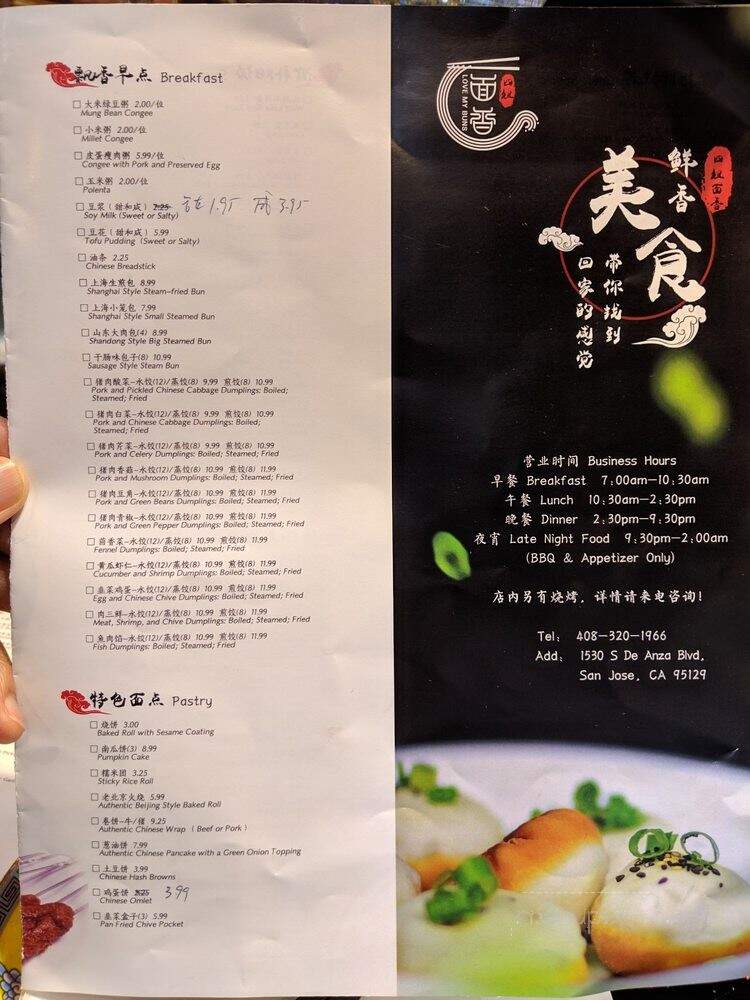 飘香早点 Breakfast
大米绿豆粥 2.00/位
Mung Bean Congee
小米粥 2.00/位
Millet Congee
皮蛋瘦肉粥 5.99/位
Congee with Pork and Preserved Egg
玉米粥 2.00/位
Polenta
豆浆(甜和咸) 2.25 甜 1.95 咸 3.95
Soy Milk (Sweet or Salty)
豆花(甜和咸) 5.99
Tofu Pudding (Sweet or Salty)
油条 2.25
Chinese Breadstick
上海生煎包 8.99
Shanghai Style Steam-fried Bun
上海小笼包 7.99
Shanghai Style Small Steamed Bun
山东大肉包(4) 8.99
Shandong Style Big Steamed Bun
干肠味包子(8) 10.99
Sausage Style Steam Bun
猪肉酸菜-水饺(12)/蒸饺(8) 9.99 煎饺(8) 10.99
Pork and Pickled Chinese Cabbage Dumplings: Boiled;
Steamed; Fried
猪肉白菜-水饺(12)/蒸饺(8) 9.99 煎饺(8) 10.99
Pork and Chinese Cabbage Dumplings: Boiled;
Steamed; Fried
猪肉芹菜-水饺(12)/蒸饺(8) 9.99 煎饺(8) 10.99
Pork and Celery Dumplings: Boiled; Steamed; Fried
猪肉香菇-水饺(12)/蒸饺(8) 10.99 煎饺(8) 11.99
Pork and Mushroom Dumplings: Boiled; Steamed; Fried
猪肉豆角-水饺(12)/蒸饺(8) 10.99 煎饺(8) 11.99
Pork and Green Beans Dumplings: Boiled; Steamed; Fried
猪肉青椒-水饺(12)/蒸饺(8) 10.99 煎饺(8) 11.99
Pork and Green Pepper Dumplings: Boiled; Steamed; Fried
茴香菜-水饺(12)/蒸饺(8) 10.99 煎饺(8) 11.99
Fennel Dumplings: Boiled; Steamed; Fried
黄瓜虾仁-水饺(12)/蒸饺(8) 10.99 煎饺(8) 11.99
Cucumber and Shrimp Dumplings: Boiled; Steamed; Fried
韭菜鸡蛋-水饺(12)/蒸饺(8) 10.99 煎饺(8) 11.99
Egg and Chinese Chive Dumplings: Boiled; Steamed; Fried
肉三鲜-水饺(12)/蒸饺(8) 10.99 煎饺(8) 11.99
Meat, Shrimp, and Chive Dumplings: Boiled; Steamed; Fried
鱼肉馅-水饺(12)/蒸饺(8) 10.99 煎饺(8) 11.99
Fish Dumplings: Boiled; Steamed; Fried
特色面点 Pastry
烧饼 3.00
Baked Roll with Sesame Coating
南瓜饼(3) 8.99
Pumpkin Cake
糯米团 3.25
Sticky Rice Roll
老北京火烧 5.99
Authentic Beijing Style Baked Roll
卷饼-牛/猪 9.25
Authentic Chinese Wrap (Beef or Pork)
葱油饼 7.99
Authentic Chinese Pancake with a Green Onion Topping
土豆饼 3.99
Chinese Hash Browns
鸡蛋饼 3.99
Chinese Omlet
韭菜盒子(3) 5.99
Pan Fried Chive Pocket
面香
LOVE MY BUNS
鲜香
美食
带你找到
回家的感觉
营业时间 Business Hours
早餐 Breakfast 7:00am—10:30am
午餐 Lunch 10:30am—2:30pm
晚餐 Dinner 2:30pm—9:30pm
夜宵 Late Night Food 9:30pm—2:00am
(BBQ & Appetizer Only)
店内另有烧烤，详情请来电咨询！
Tel: 408—320—1966
Add: 1530 S De Anza Blvd,
San Jose, CA 95129